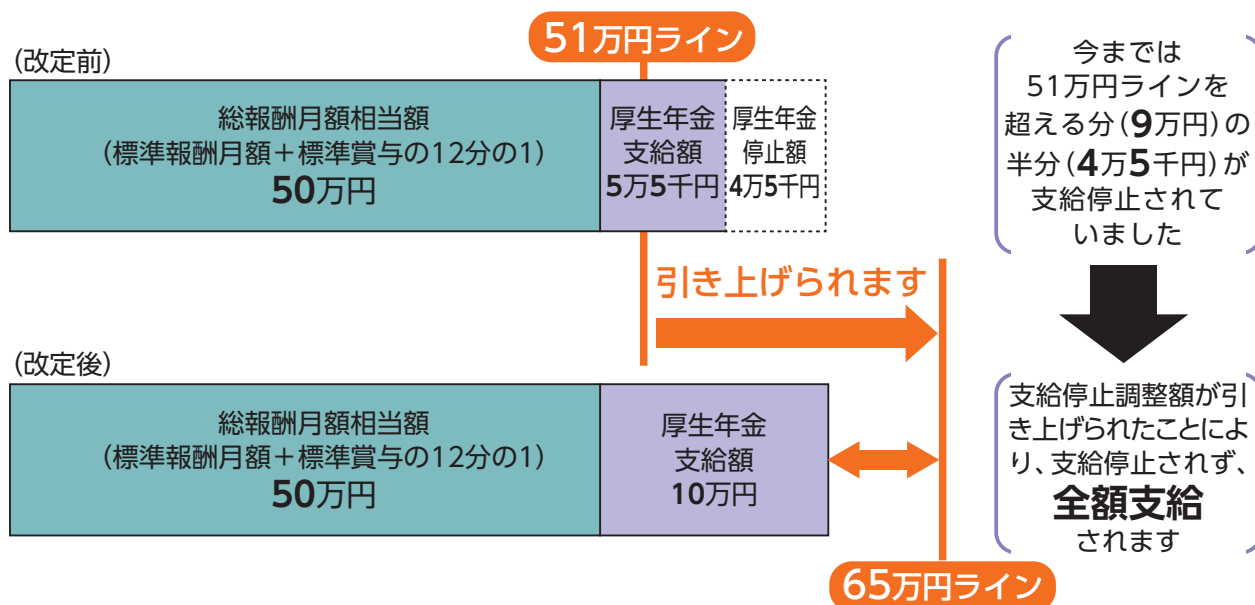 51万円ライン
(改定前)
総報酬月額相当額
(標準報酬月額+標準賞与の12分の1)
50万円
厚生年金
支給額
5万5千円
厚生年金
停止額
4万5千円
今までは
51万円ラインを
超える分(9万円)の
半分(4万5千円)が
支給停止されて
いました
引き上げられます
(改定後)
総報酬月額相当額
(標準報酬月額+標準賞与の12分の1)
50万円
厚生年金
支給額
10万円
支給停止調整額が引
き上げられたことによ
り、支給停止されず、
全額支給
されます
65万円ライン